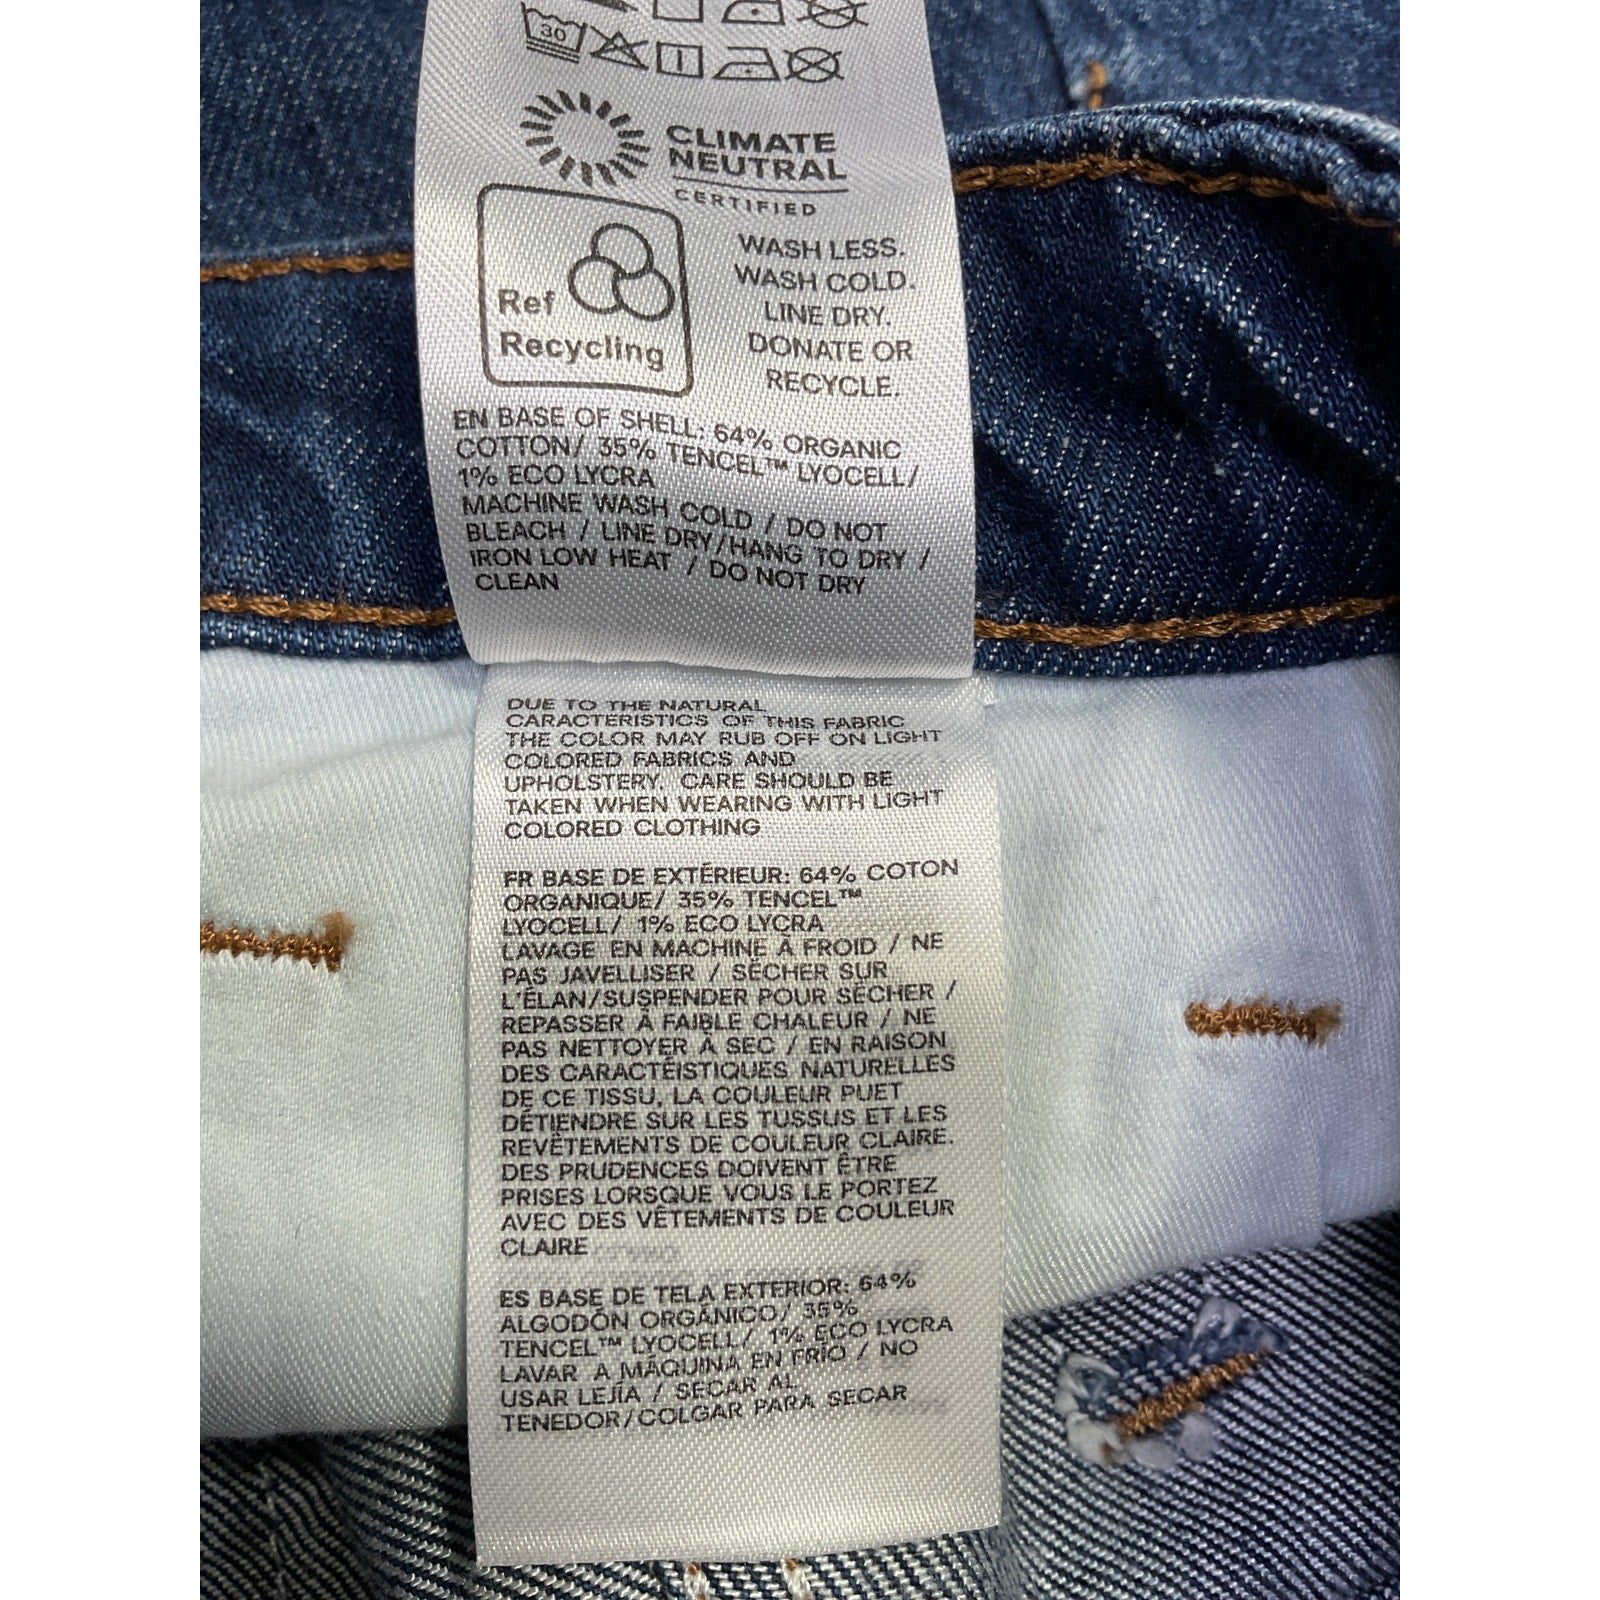 30
CLIMATE
NEUTRAL
CERTIFIED
Ref
Recycling
WASH LESS.
WASH COLD.
LINE DRY.
DONATE OR
RECYCLE.
EN BASE OF SHELL: 64% ORGANIC
COTTON/ 35% TENCEL™ LYOCELL/
1% ECO LYCRA
MACHINE WASH COLD / DO NOT
BLEACH / LINE DRY/HANG TO DRY /
IRON LOW HEAT / DO NOT DRY
CLEAN
DUE TO THE NATURAL
CARACTERISTICS OF THIS FABRIC
THE COLOR MAY RUB OFF ON LIGHT
COLORED FABRICS AND
UPHOLSTERY. CARE SHOULD BE
TAKEN WHEN WEARING WITH LIGHT
COLORED CLOTHING
FR BASE DE EXTÉRIEUR: 64% COTON
ORGANIQUE/ 35% TENCEL™
LYOCELL/ 1% ECO LYCRA
LAVAGE EN MACHINE À FROID / NE
PAS JAVELLISER / SÉCHER SUR
L'ÉLAN/SUSPENDER POUR SÉCHER /
REPASSER À FAIBLE CHALEUR / NE
PAS NETTOYER À SEC / EN RAISON
DES CARACTÉISTIQUES NATURELLES
DE CE TISSU, LA COULEUR PUET
DÉTIENDRE SUR LES TUSSUS ET LES
REVÊTEMENTS DE COULEUR CLAIRE.
DES PRUDENCES DOIVENT ÊTRE
PRISES LORSQUE VOUS LE PORTEZ
AVEC DES VÊTEMENTS DE COULEUR
CLAIRE
ES BASE DE TELA EXTERIOR: 64%
ALGODÓN ORGÁNICO/ 35%
TENCEL™ LYOCELL/ 1% ECO LYCRA
LAVAR A MÁQUINA EN FRÍO / NO
USAR LEJÍA / SECAR AL
TENEDOR/COLGAR PARA SECAR